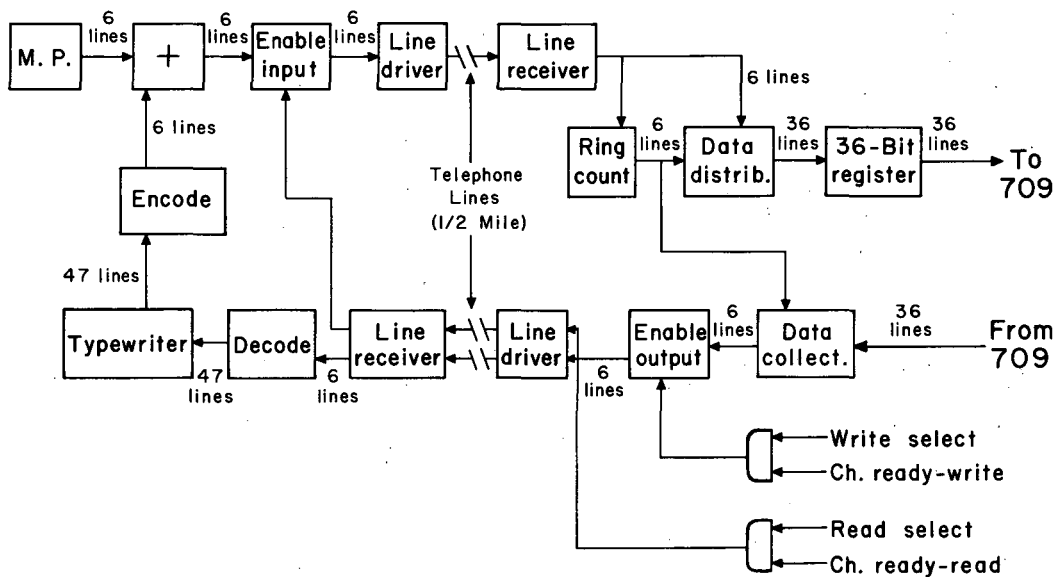 6
lines
6
lines
6
lines
M. P.
+
Enable
input
Line
driver
Line
receiver
6 lines
6 lines
Encode
Telephone
Lines
(1/2 Mile)
Ring
count
6
lines
Data
distrib.
36
lines
36-Bit
register
36
lines
To
709
47 lines
Typewriter
47
lines
Decode
6
lines
Line
receiver
Line
driver
6
lines
Enable
output
6
lines
Data
collect.
36
lines
From
709
Write select
Ch. ready-write
Read select
Ch. ready-read